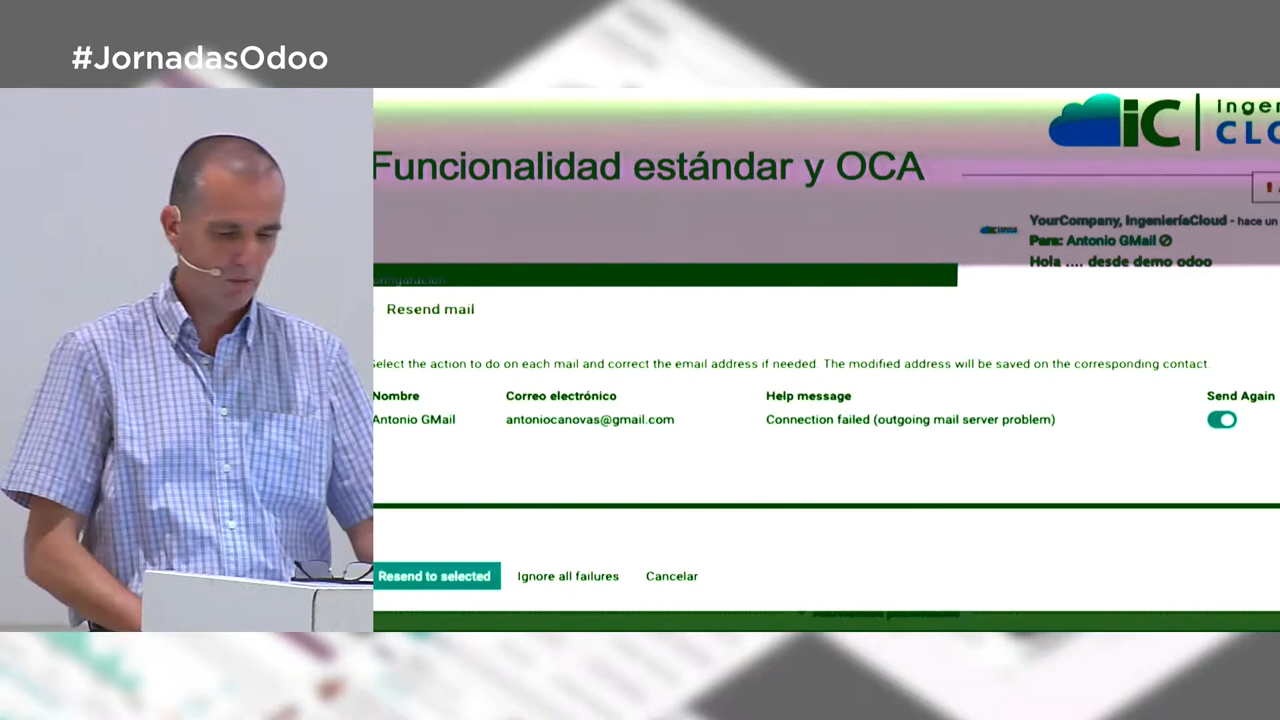 #JornadasOdoo
iC
Inger
CLO
Funcionalidad estándar y OCA
YourCompany, IngenieríaCloud - hace un
Para: Antonio GMail
Hola .... desde demo odoo
Resend mail
Select the action to do on each mail and correct the email address if needed. The modified address will be saved on the corresponding contact.
Nombre Correo electrónico Help message Send Again
Antonio GMail antoniocanovas@gmail.com Connection failed (outgoing mail server problem)
Resend to selected Ignore all failures Cancelar